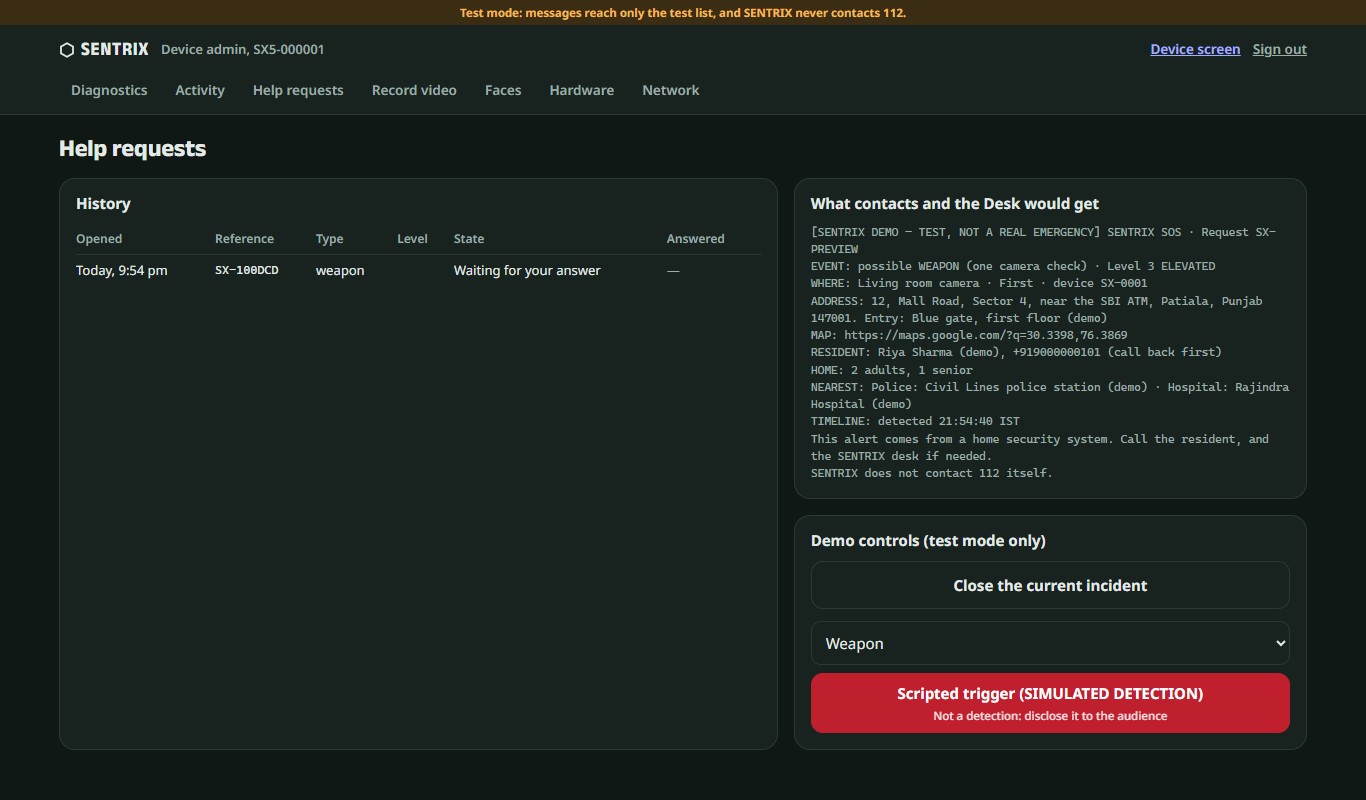 Test mode: messages reach only the test list, and SENTRIX never contacts 112.
SENTRIX Device admin, SX5-000001
Device screen Sign out
Diagnostics Activity Help requests Record video Faces Hardware Network
Help requests
History
Opened Reference Type Level State Answered
Today, 9:54 pm SX-100DCD weapon Waiting for your answer —
What contacts and the Desk would get
[SENTRIX DEMO — TEST, NOT A REAL EMERGENCY] SENTRIX SOS · Request SX-
PREVIEW
EVENT: possible WEAPON (one camera check) · Level 3 ELEVATED
WHERE: Living room camera · First · device SX-0001
ADDRESS: 12, Mall Road, Sector 4, near the SBI ATM, Patiala, Punjab
147001. Entry: Blue gate, first floor (demo)
MAP: https://maps.google.com/?q=30.3398,76.3869
RESIDENT: Riya Sharma (demo), +919000000101 (call back first)
HOME: 2 adults, 1 senior
NEAREST: Police: Civil Lines police station (demo) · Hospital: Rajindra
Hospital (demo)
TIMELINE: detected 21:54:40 IST
This alert comes from a home security system. Call the resident, and
the SENTRIX desk if needed.
SENTRIX does not contact 112 itself.
Demo controls (test mode only)
Close the current incident
Weapon
Scripted trigger (SIMULATED DETECTION)
Not a detection: disclose it to the audience